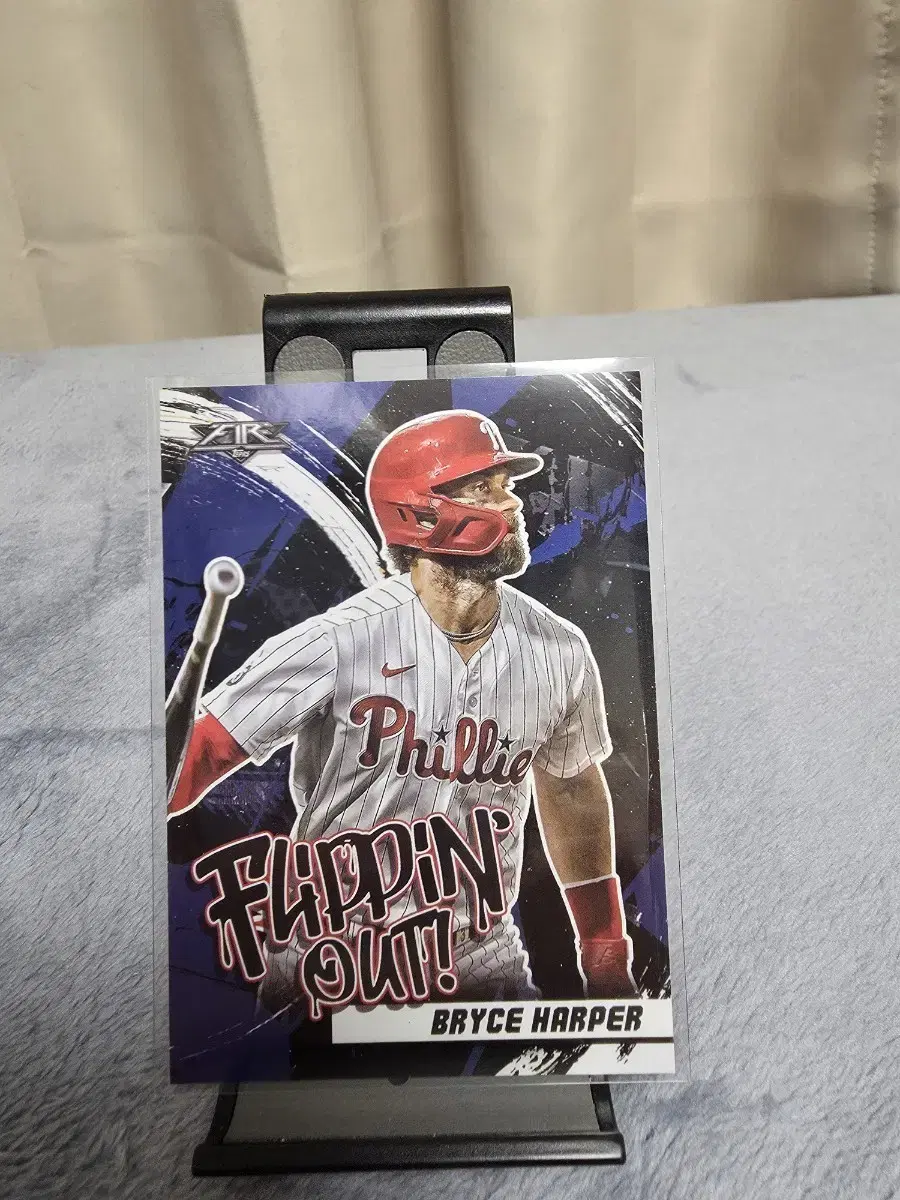 FIRE
Topps
P
Phillies
FLiPPiN'
OUT!
BRYCE HARPER